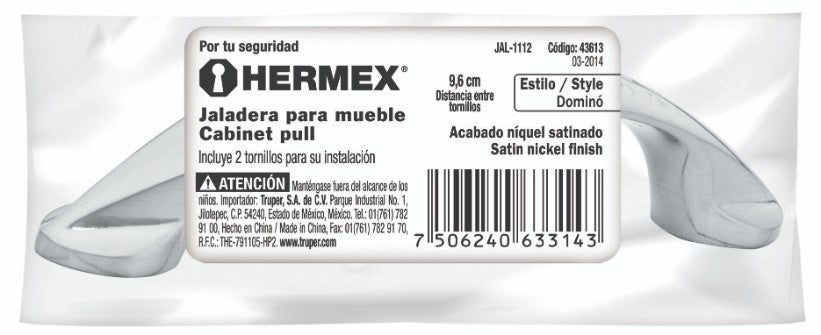 Por tu seguridad
HERMEX®
Jaladera para mueble
Cabinet pull
Incluye 2 tornillos para su instalación
ATENCIÓN Manténgase fuera del alcance de los
niños. Importador: Truper, S.A. de C.V. Parque Industrial No. 1,
Jilotepec, C.P. 54240, Estado de México, México. Tel.: 01(761) 782
91 00, Hecho en China / Made in China, Fax: 01(761) 782 91 70,
R.F.C.: THE-791105-HP2. www.truper.com
JAL-1112 Código: 43613
03-2014
9,6 cm
Distancia entre
tornillos
Estilo / Style
Dominó
Acabado níquel satinado
Satin nickel finish
7 506240 633143